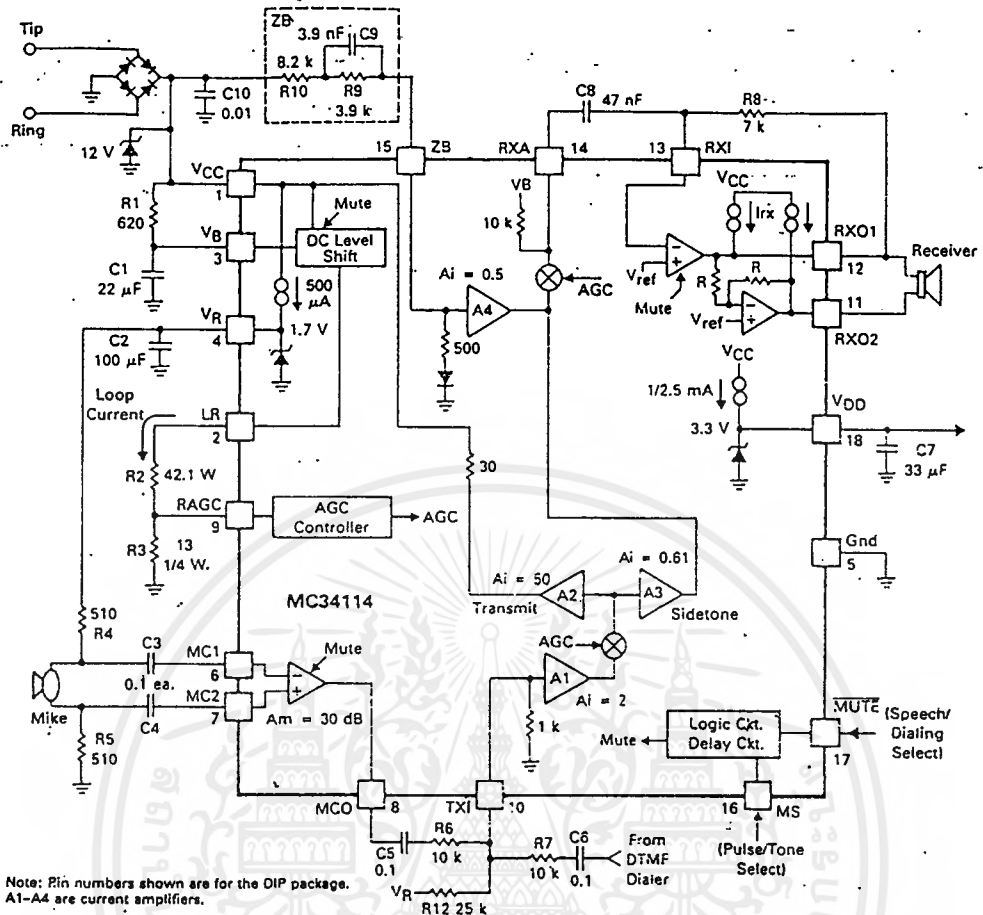 Tip
Ring
12 V
C10
0.01
ZB
3.9 nF
C9
8.2 k
R10
R9
3.9 k
C8
47 nF
R8
7 k
15
ZB
RXA
14
13
RXI
VCC
1
R1
620
VB
3
C1
22 µF
Mute
DC Level
Shift
500
µA
VR
4
1.7 V
C2
100 µF
Loop
Current
LR
2
R2
42.1 W
RAGC
9
R3
13
1/4 W.
AGC
Controller
AGC
MC34114
510
R4
C3
0.1 ea.
C4
MC1
6
MC2
7
Mike
R5
510
Mute
Am = 30 dB
Ai = 0.5
A4
500
VB
10 k
AGC
30
VCC
Irx
Vref
Mute
R
R
Vref
RXO1
12
Receiver
11
RXO2
VCC
1/2.5 mA
3.3 V
VDD
18
C7
33 µF
Gnd
5
Ai = 50
Transmit
A2
Ai = 0.61
A3
Sidetone
AGC
A1
Ai = 2
1 k
Mute
Logic Ckt.
Delay Ckt.
MUTE
(Speech/
Dialing
Select)
17
MCO
8
TXI
10
16
MS
(Pulse/Tone
Select)
C5
0.1
R6
10 k
R7
10 k
C6
0.1
From
DTMF
Dialer
VR
R12 25 k
Note: Pin numbers shown are for the DIP package.
A1–A4 are current amplifiers.